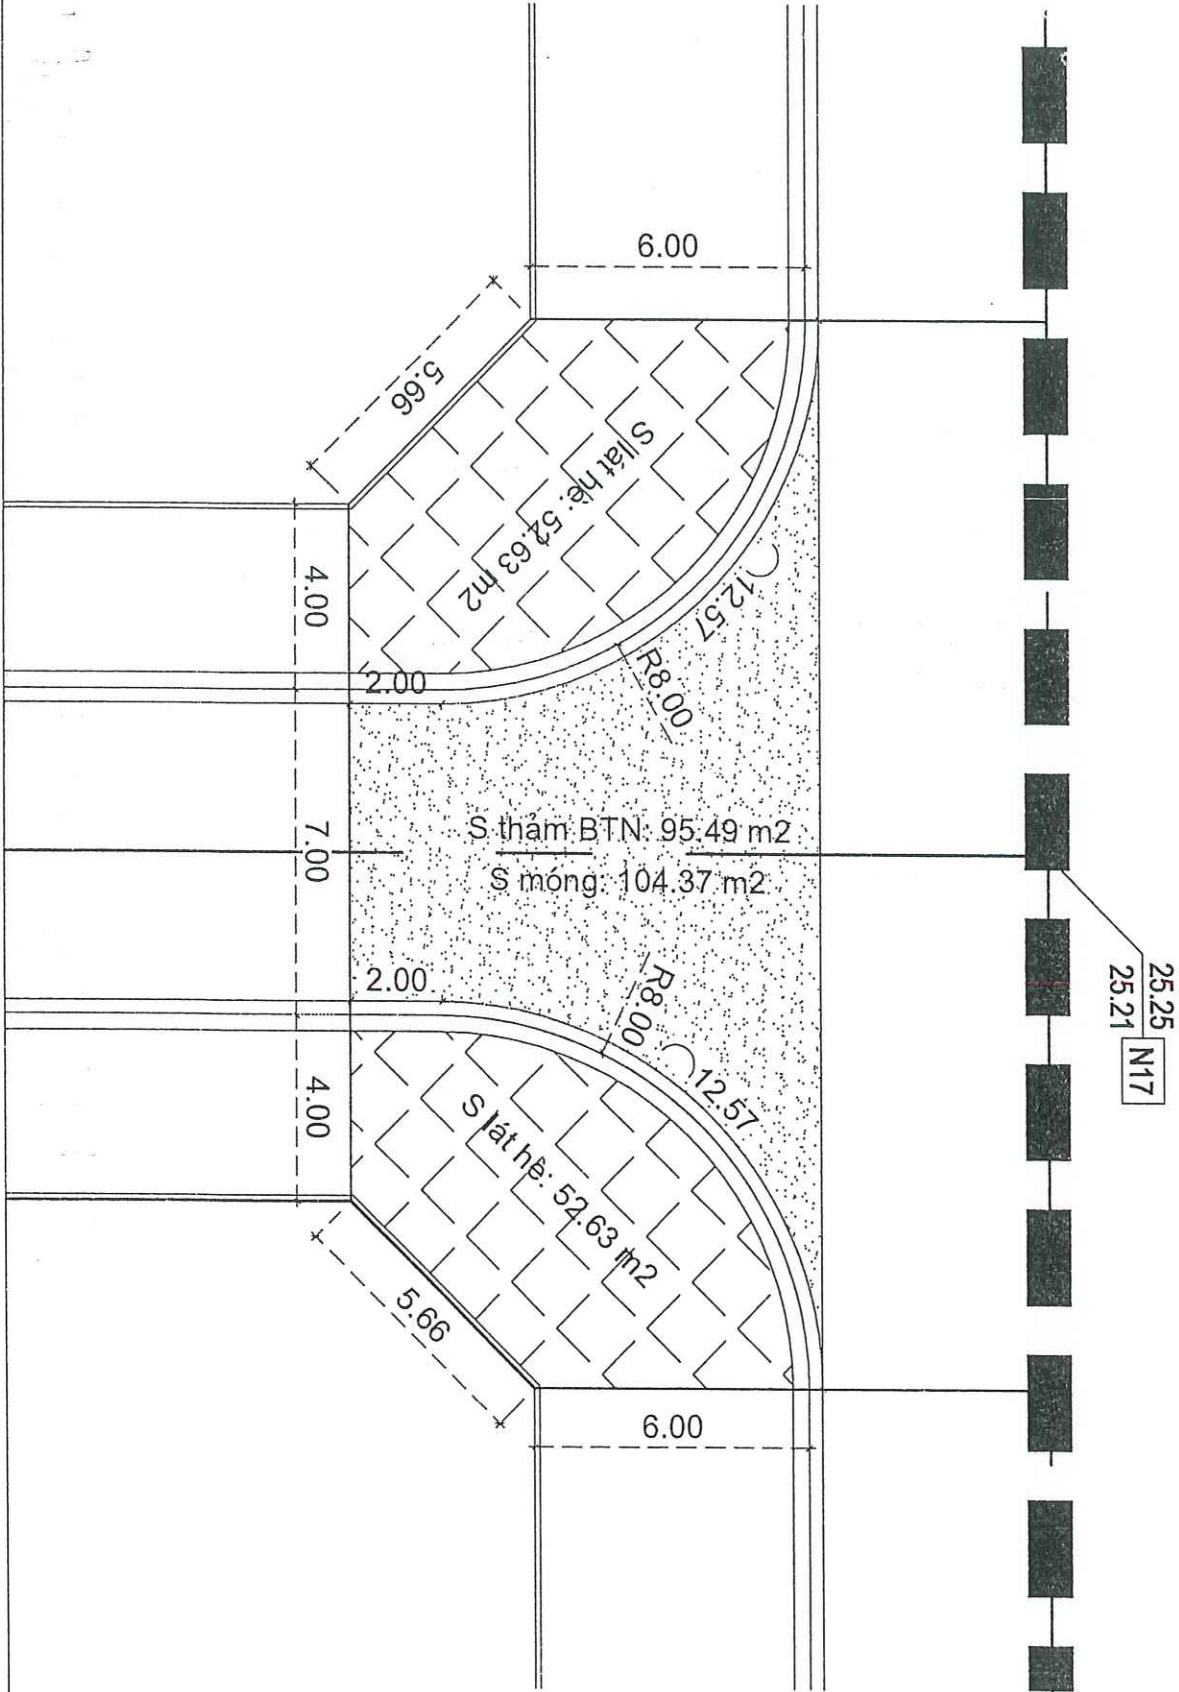 6.00
5.66
S lát hè: 52.63 m2
4.00
12.57
R8.00
2.00
S thảm BTN: 95.49 m2
7.00
S móng: 104.37 m2
25.25
25.21
N17
2.00
R8.00
12.57
4.00
S lát hè: 52.63 m2
5.66
6.00